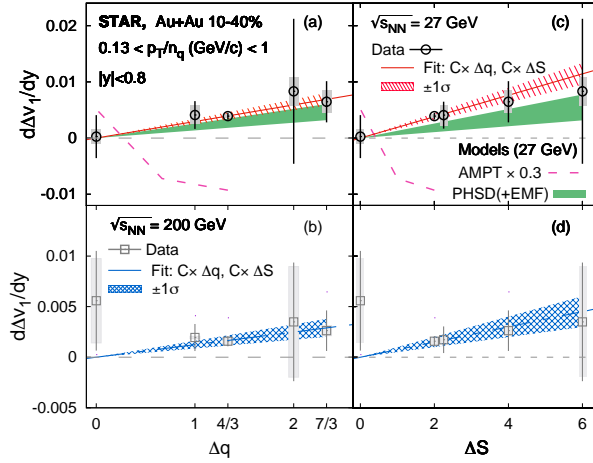 STAR, Au+Au 10-40%
(a)
0.13 < p_T/n_q (GeV/c) < 1
|y|<0.8
√s_NN = 27 GeV
(c)
Data
Fit: C× Δq, C× ΔS
±1σ
Models (27 GeV)
AMPT × 0.3
PHSD(+EMF)
dΔv_1/dy
0.02
0.01
0
-0.01
√s_NN = 200 GeV
(b)
Data
Fit: C× Δq, C× ΔS
±1σ
(d)
dΔv_1/dy
0.01
0.005
0
-0.005
0
1
4/3
2
7/3
Δq
0
2
4
6
ΔS